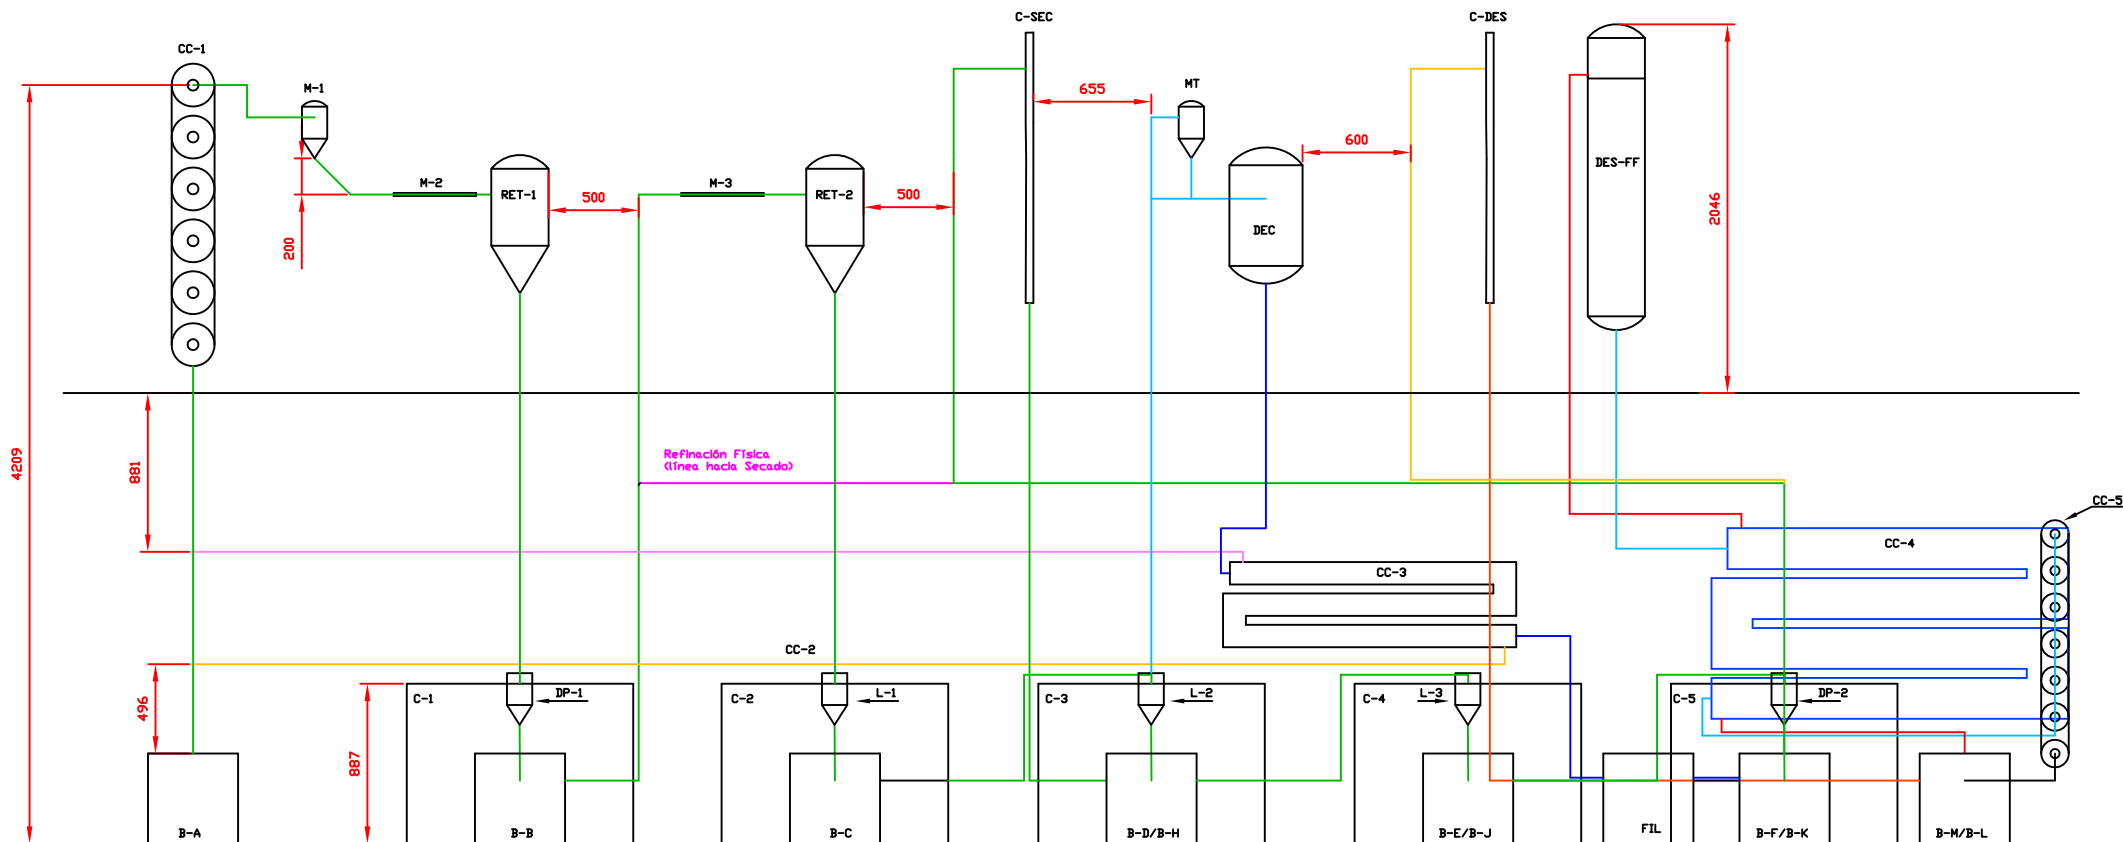 C-SEC
C-DES
CC-1
M-1
MT
655
600
DES-FF
M-2
RET-1
500
M-3
RET-2
500
2046
200
DEC
4209
881
Refinación Física
(línea hacia Secado)
CC-5
CC-4
CC-3
CC-2
496
C-1
DP-1
C-2
L-1
C-3
L-2
C-4
L-3
C-5
DP-2
887
B-A
B-B
B-C
B-D/B-H
B-E/B-J
FIL
B-F/B-K
B-M/B-L